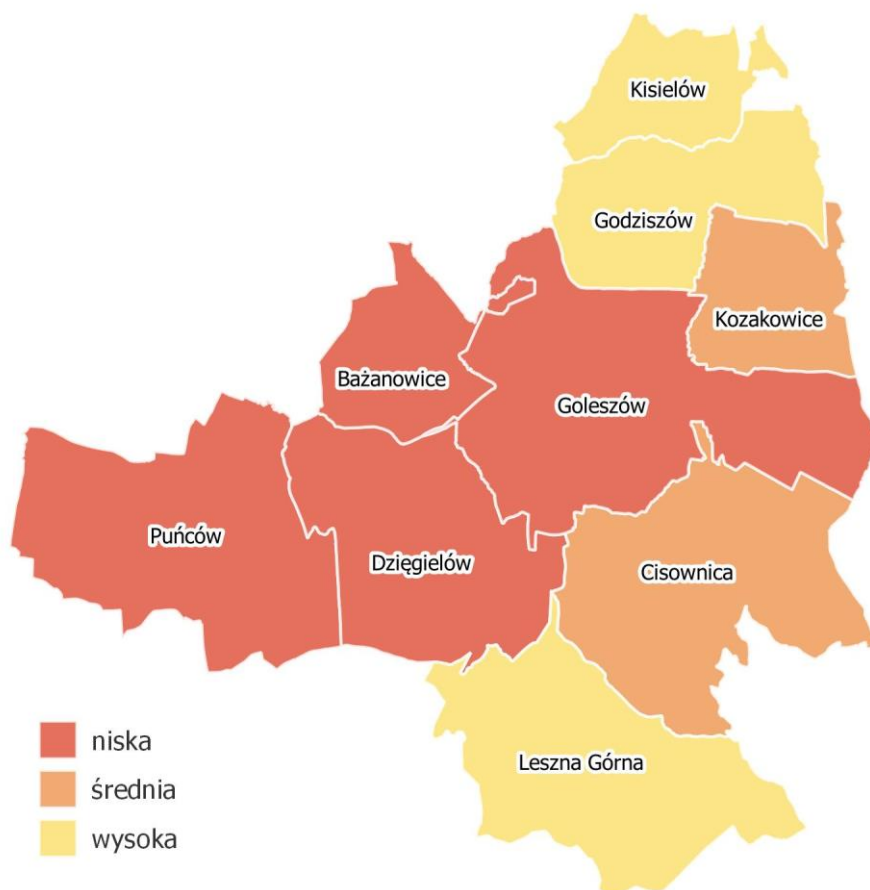 Kisielów
Godziszów
Kozakowice
Bażanowice
Goleszów
Puńców
Dzięgielów
Cisownica
Leszna Górna
niska
średnia
wysoka